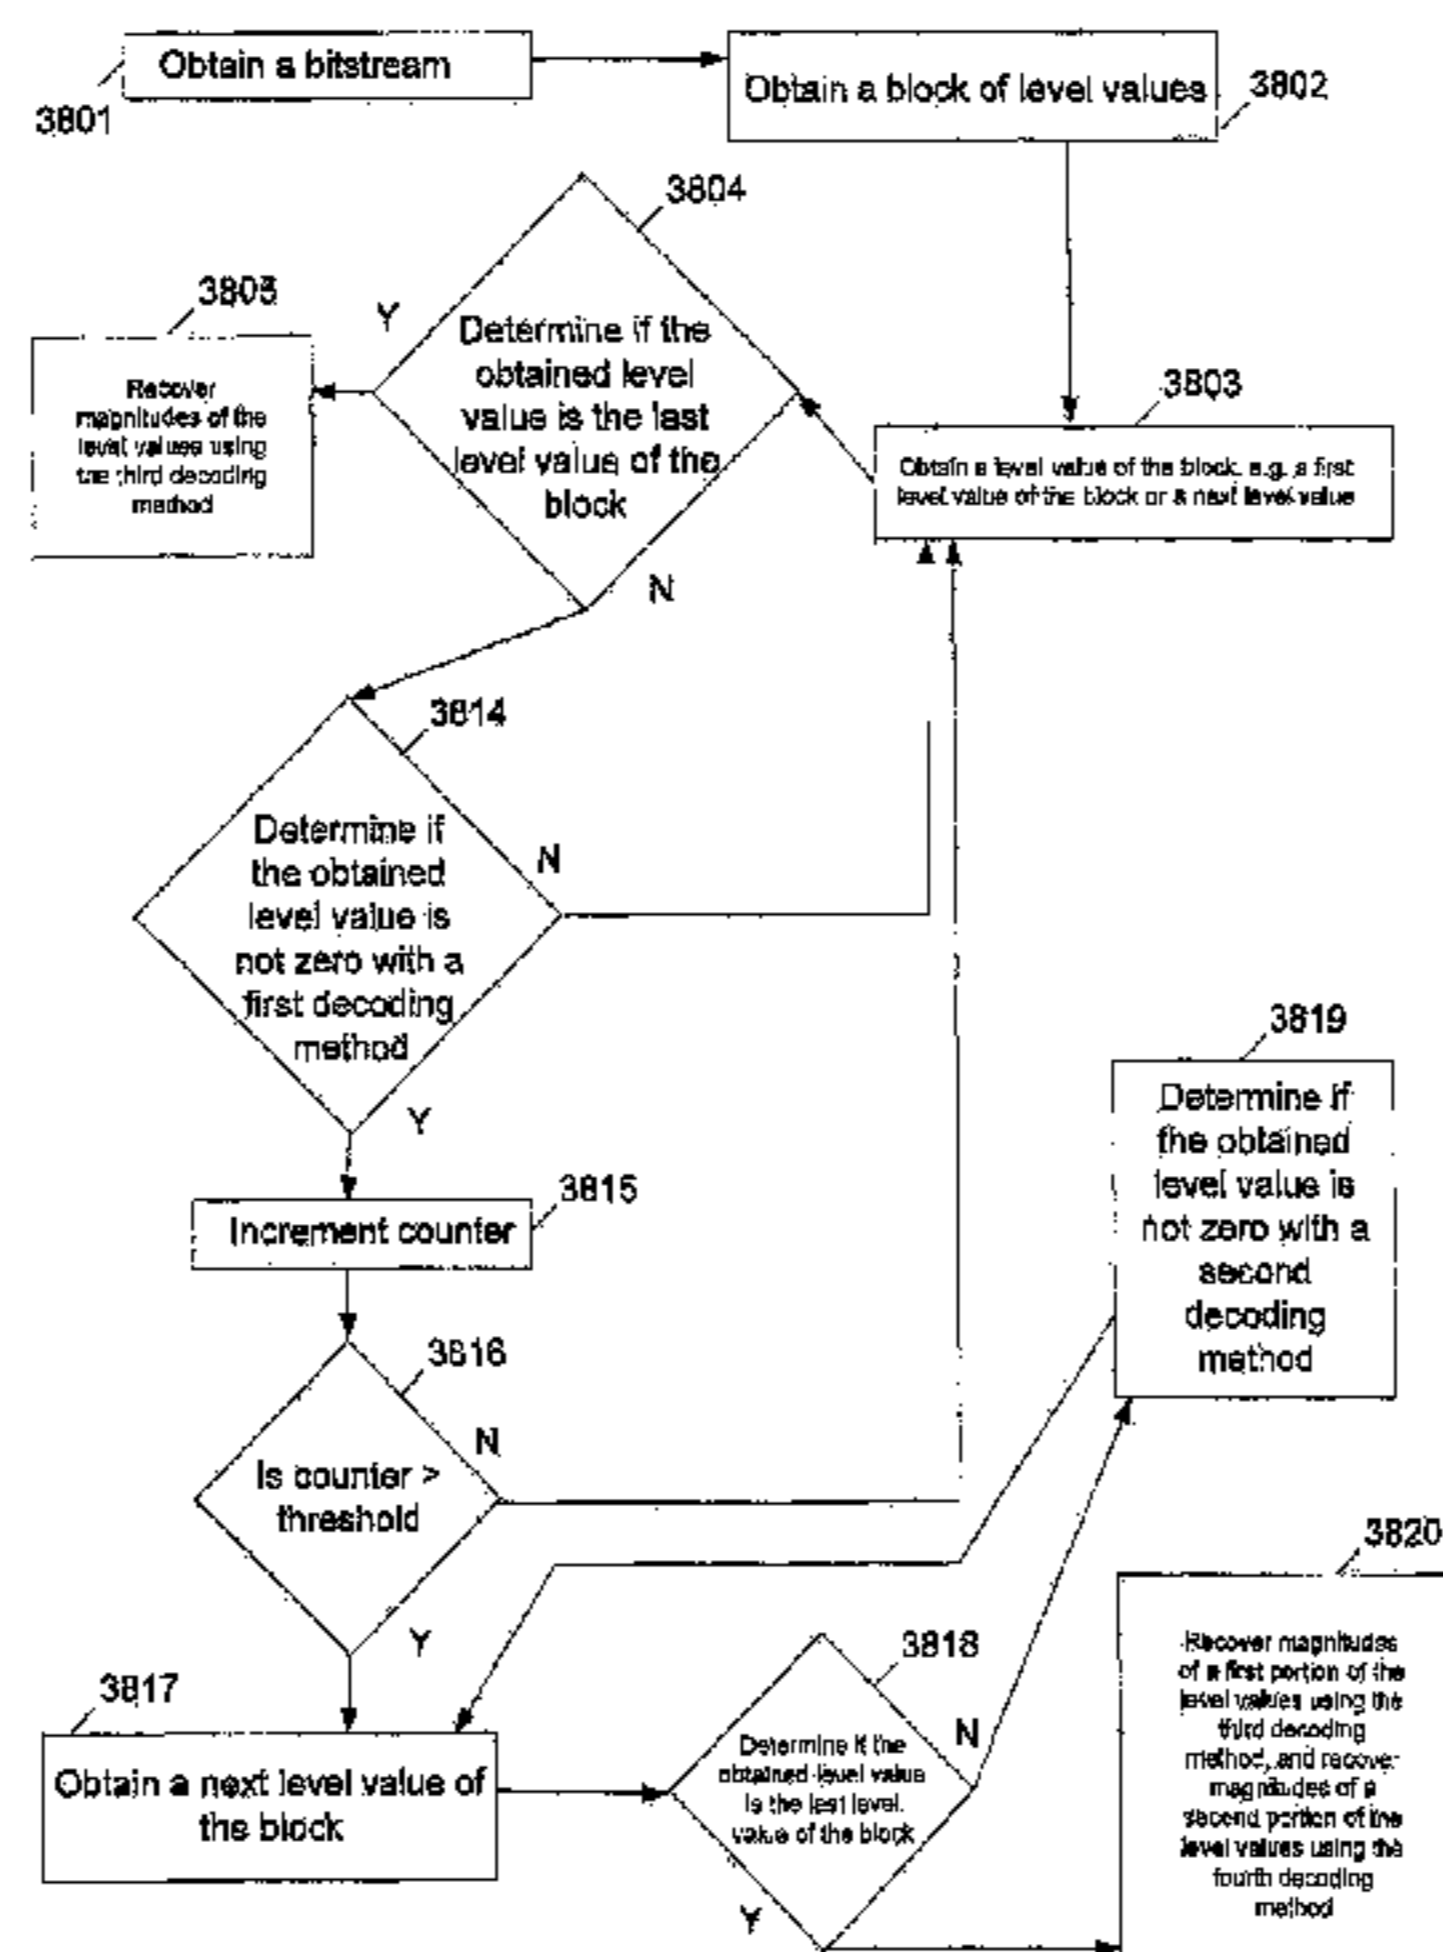 Obtain a bitstream
3801
Obtain a block of level values
3802
3804
Y
Determine if the
obtained level
value is the last
level value of the
block
N
3805
Recover
magnitudes of the
level values using
the third decoding
method
3803
Obtain a level value of the block, e.g. a first
level value of the block or a next level value
3814
Determine if
the obtained
level value is
not zero with a
first decoding
method
N
Y
3815
Increment counter
3816
Is counter >
threshold
N
Y
3817
Obtain a next level value of
the block
3818
Determine if the
obtained level value
is the last level
value of the block
N
Y
3819
Determine if
the obtained
level value is
not zero with a
second
decoding
method
3820
Recover magnitudes
of a first portion of the
level values using the
third decoding
method, and recover
magnitudes of a
second portion of the
level values using the
fourth decoding
method